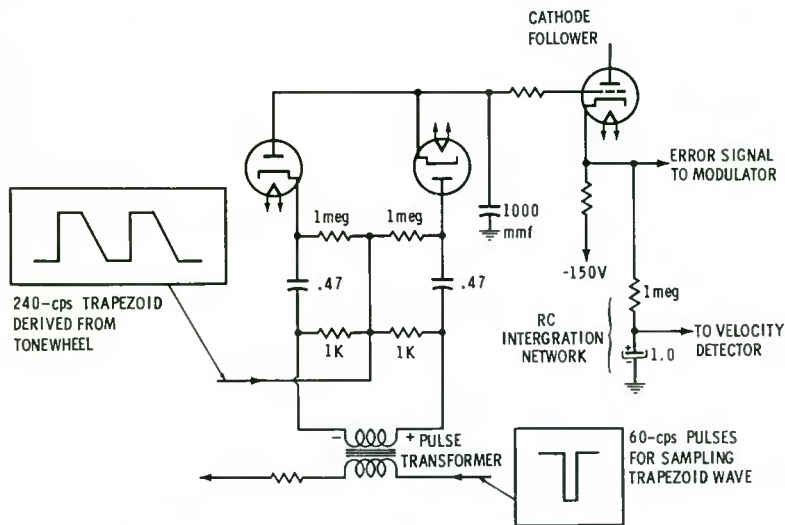 CATHODE
FOLLOWER
ERROR SIGNAL
TO MODULATOR
1meg
1meg
1000
mmf
-150V
.47
.47
1meg
240-cps TRAPEZOID
DERIVED FROM
TONEWHEEL
1K
1K
RC
INTERGRATION
NETWORK
TO VELOCITY
DETECTOR
+
-
1.0
-
+
PULSE
TRANSFORMER
60-cps PULSES
FOR SAMPLING
TRAPEZOID WAVE